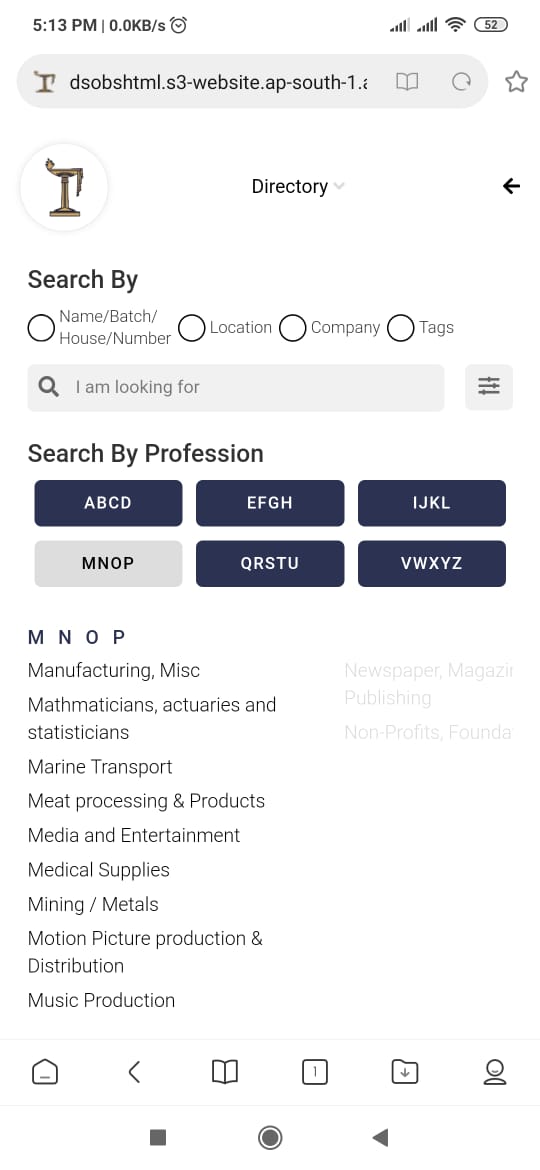 5:13 PM | 0.0KB/s
52
dsobshtml.s3-website.ap-south-1.a
Directory
Search By
Name/Batch/
House/Number
Location
Company
Tags
I am looking for
Search By Profession
ABCD
EFGH
IJKL
MNOP
QRSTU
VWXYZ
M N O P
Manufacturing, Misc
Mathmaticians, actuaries and
statisticians
Marine Transport
Meat processing & Products
Media and Entertainment
Medical Supplies
Mining / Metals
Motion Picture production &
Distribution
Music Production
Newspaper, Magazin
Publishing
Non-Profits, Founda
1